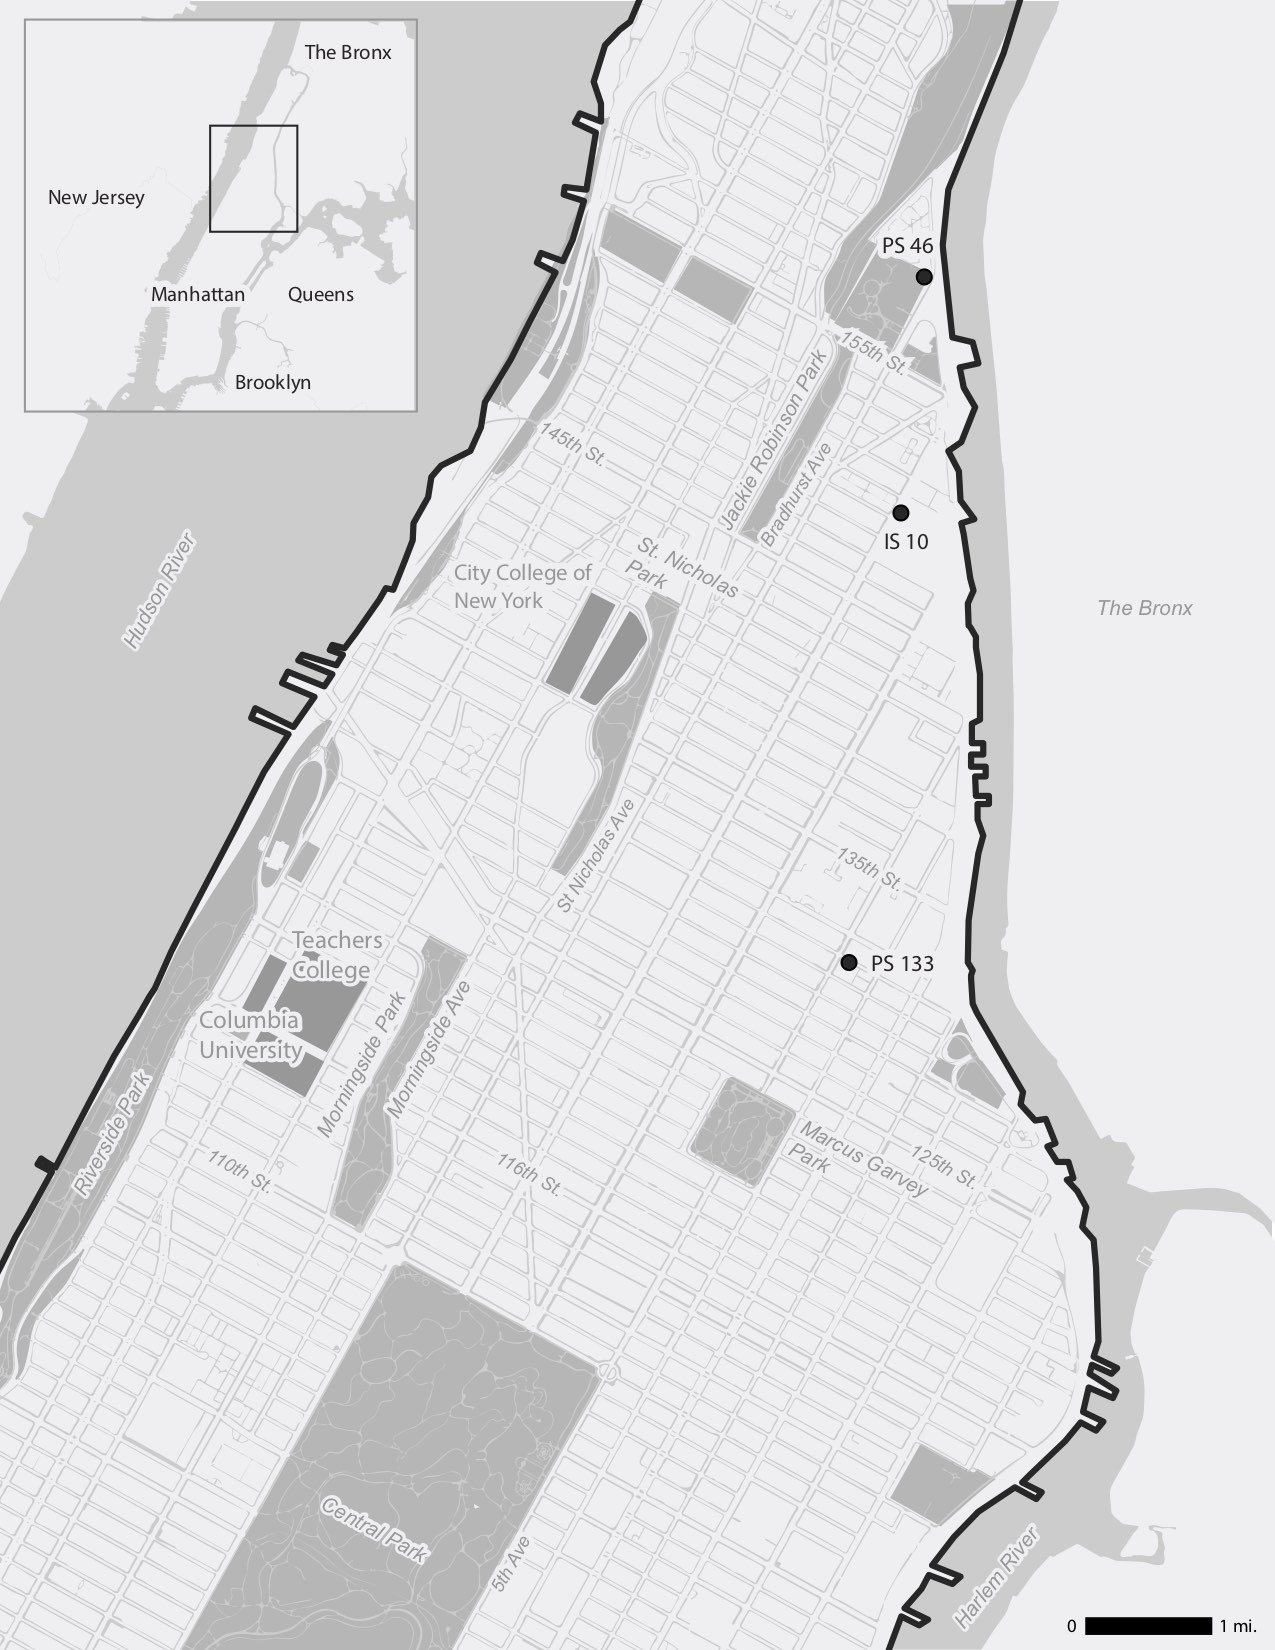 The Bronx
New Jersey
Manhattan
Queens
Brooklyn
PS 46
155th St.
Jackie Robinson Park
Bradhurst Ave
145th St.
IS 10
Hudson River
St. Nicholas
Park
City College of
New York
The Bronx
135th St.
St Nicholas Ave
Teachers
College
PS 133
Columbia
University
Morningside Park
Morningside Ave
Riverside Park
110th St.
116th St.
Marcus Garvey
Park
125th St.
Central Park
5th Ave
Harlem River
0 1 mi.